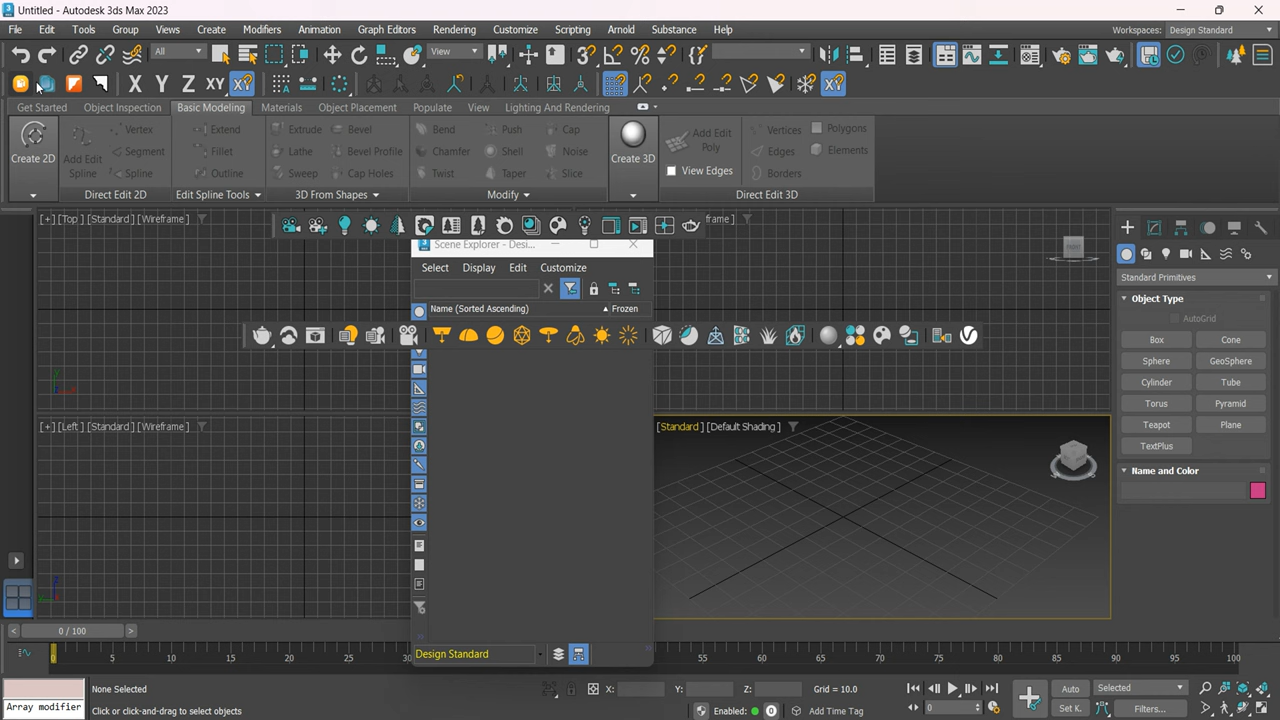 Untitled - Autodesk 3ds Max 2023
File Edit Tools Group Views Create Modifiers Animation Graph Editors Rendering Customize Scripting Arnold Substance Help Workspaces: Design Standard
All View
X Y Z XY
Get Started Object Inspection Basic Modeling Materials Object Placement Populate View Lighting And Rendering
Create 2D Add Edit Spline Vertex Segment Spline Extend Fillet Outline Extrude Lathe Sweep Bevel Bevel Profile Cap Holes Bend Chamfer Twist Push Shell Taper Cap Noise Slice Create 3D Add Edit Poly View Edges Vertices Edges Borders Polygons Elements
Direct Edit 2D Edit Spline Tools 3D From Shapes Modify Direct Edit 3D
[+] [Top ] [Standard ] [Wireframe ] frame ]
FRONT
Scene Explorer - Desi...
Select Display Edit Customize
Name (Sorted Ascending) Frozen
Standard Primitives
Object Type
AutoGrid
Box Cone
Sphere GeoSphere
Cylinder Tube
Torus Pyramid
Teapot Plane
TextPlus
Name and Color
[+] [Left ] [Standard ] [Wireframe ] [Standard ] [Default Shading ]
Design Standard
< 0 / 100 >
0 5 10 15 20 25 30 55 60 65 70 75 80 85 90 95 100
None Selected X: Y: Z: Grid = 10.0 Auto Selected
Array modifier Click or click-and-drag to select objects Enabled: 0 Add Time Tag 0 Set K. Filters...